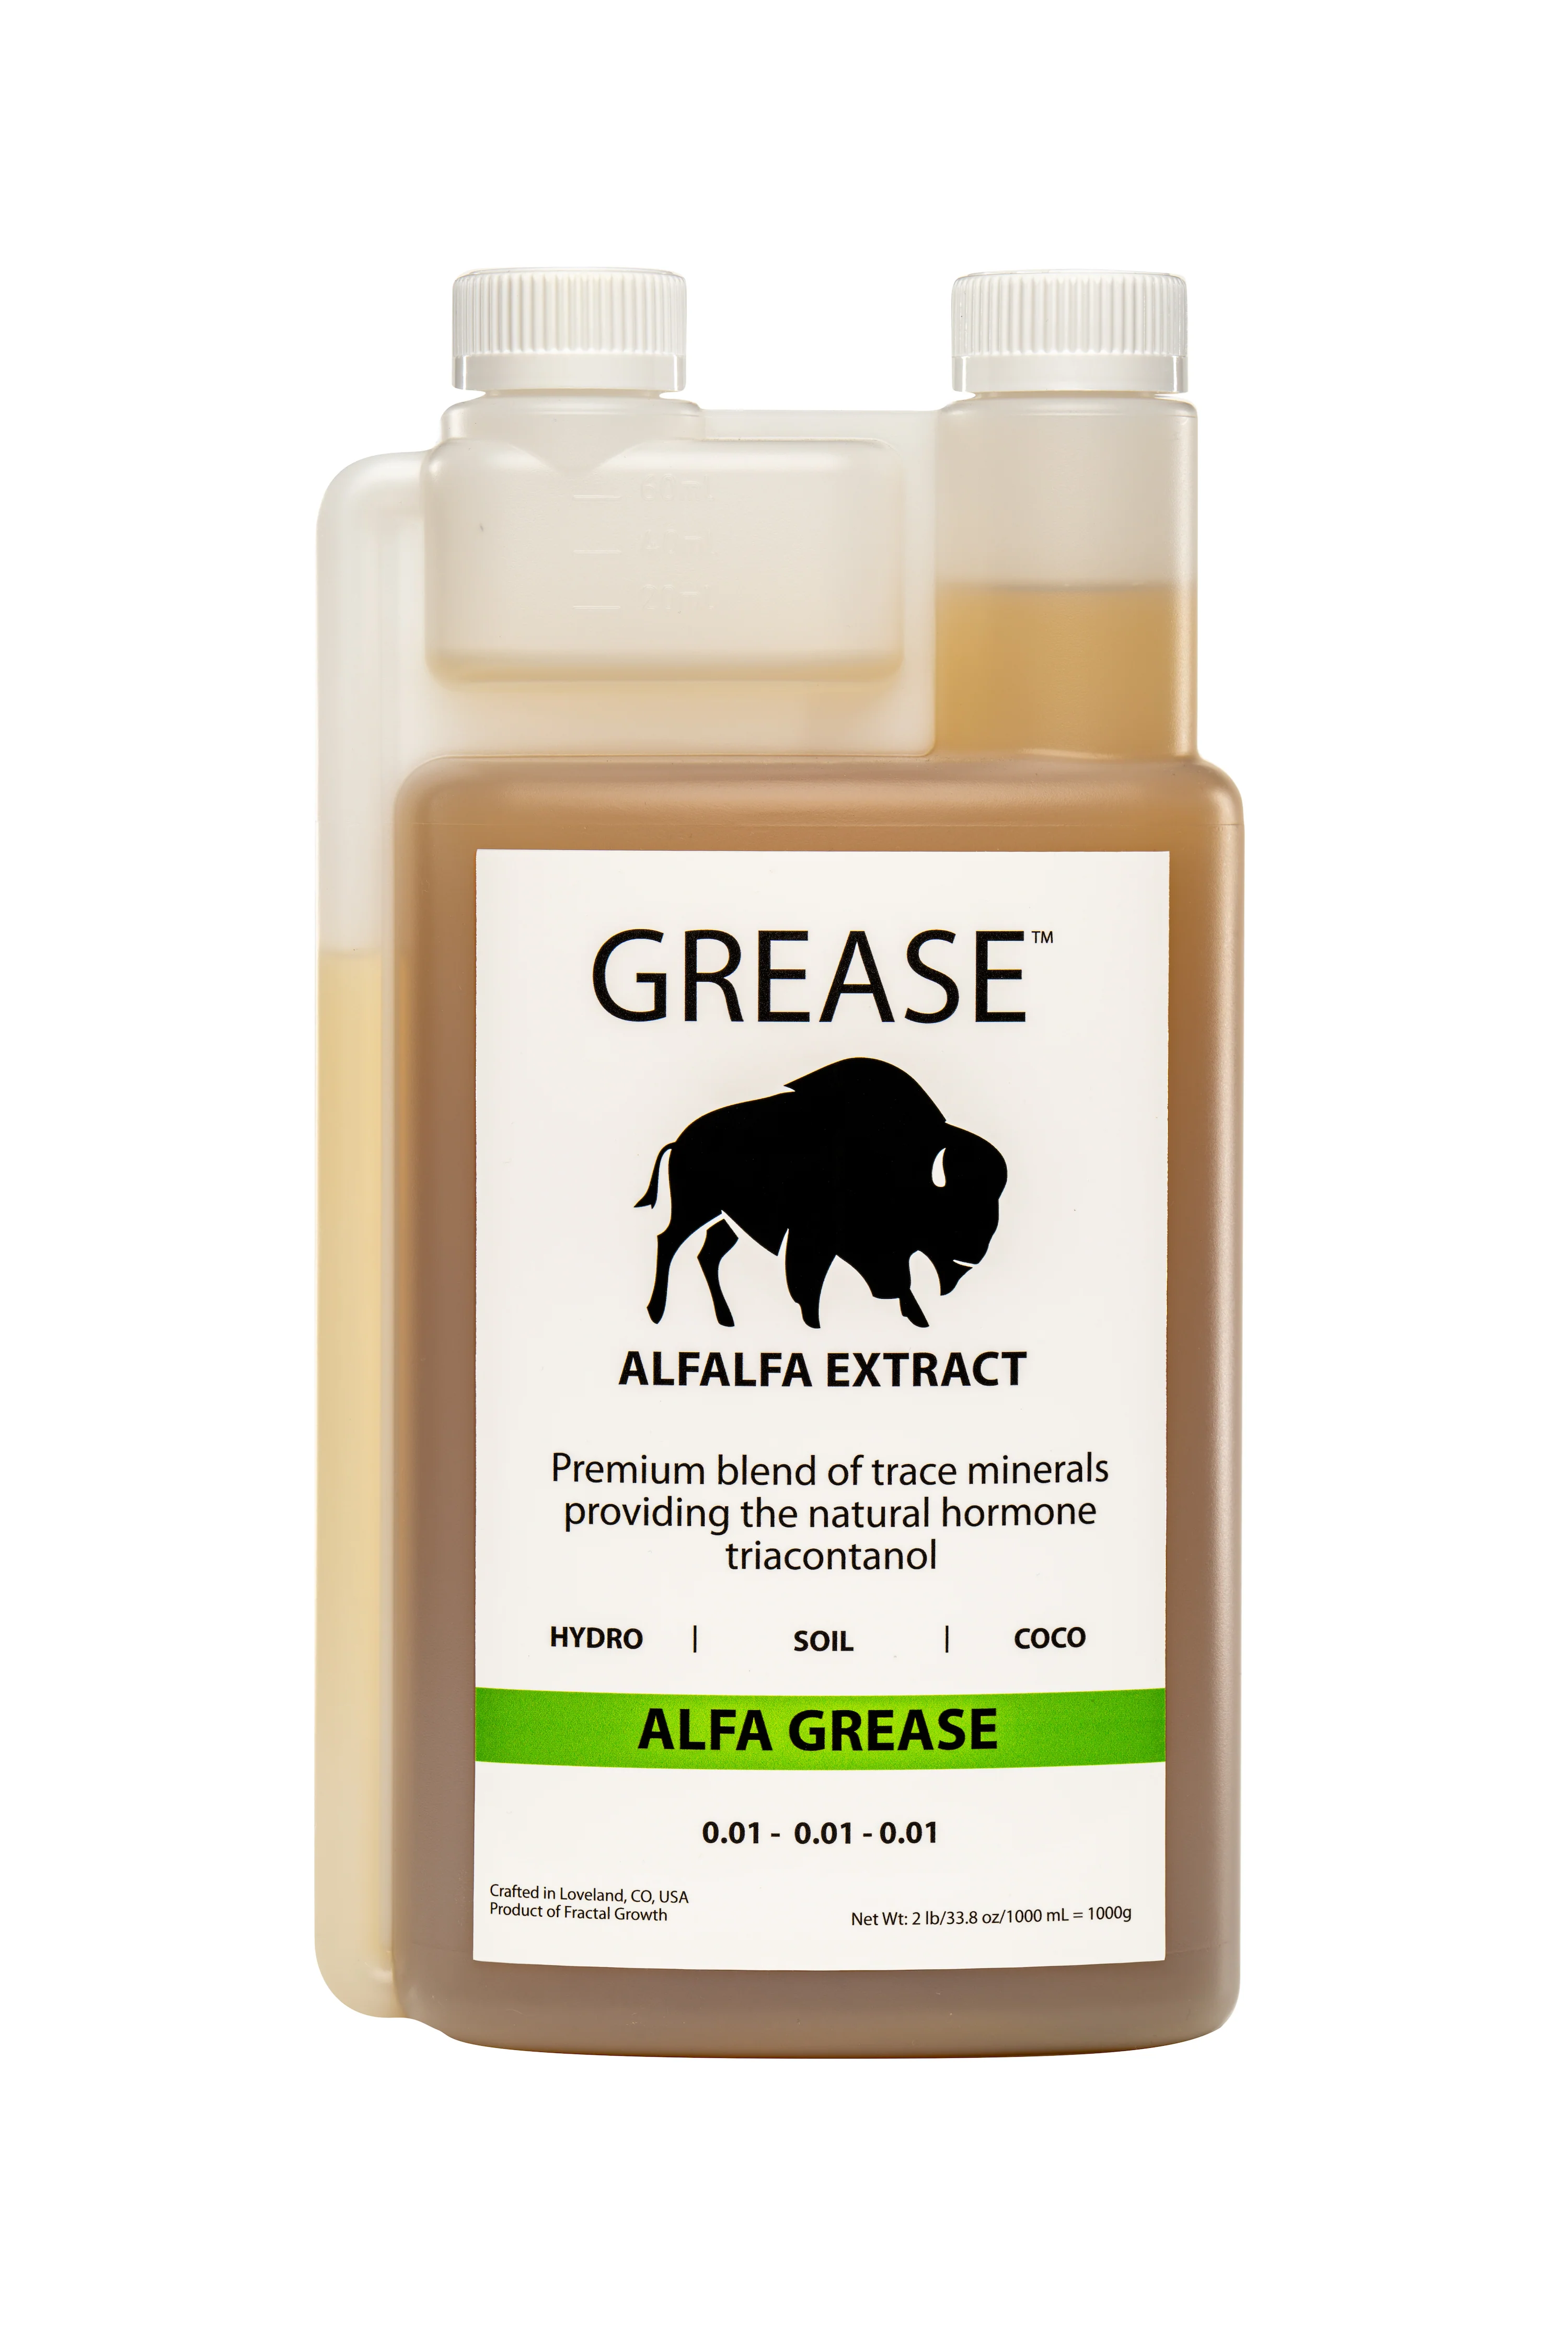 GREASE™
ALFALFA EXTRACT
Premium blend of trace minerals
providing the natural hormone
triacontanol
HYDRO | SOIL | COCO
ALFA GREASE
0.01 - 0.01 - 0.01
Crafted in Loveland, CO, USA
Product of Fractal Growth
Net Wt: 2 lb/33.8 oz/1000 mL = 1000g